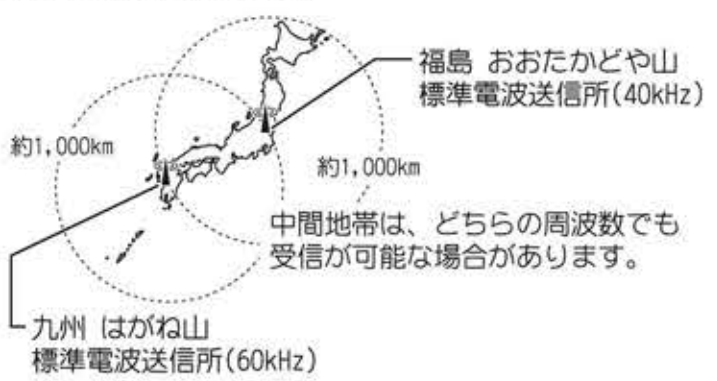 福島 おおたかどや山
標準電波送信所(40kHz)
約1,000km
約1,000km
中間地帯は、どちらの周波数でも
受信が可能な場合があります。
九州 はがね山
標準電波送信所(60kHz)